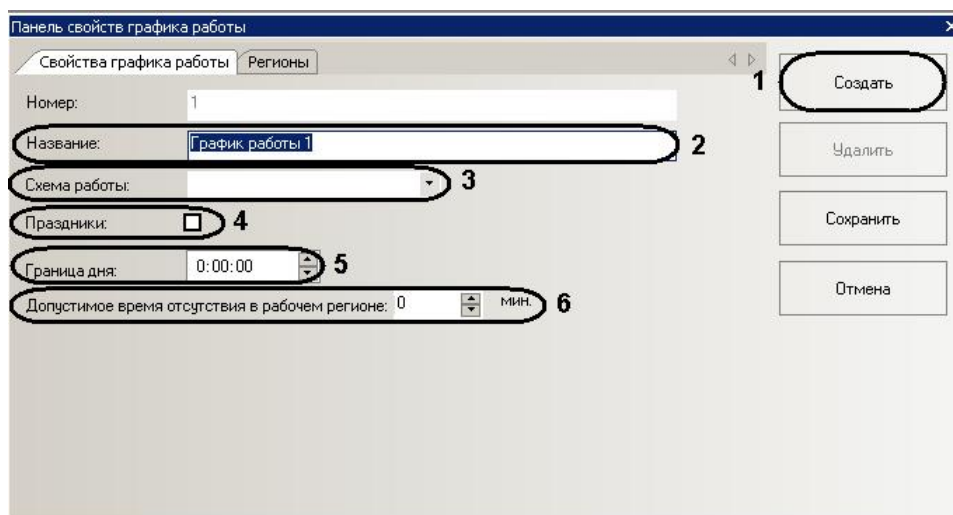 Панель свойств графика работы
Свойства графика работы Регионы
1 Создать
Номер: 1
Название: График работы 1 2
Удалить
Схема работы: 3
Праздники: 4
Сохранить
Граница дня: 0:00:00 5
Отмена
Допустимое время отсутствия в рабочем регионе: 0 мин. 6